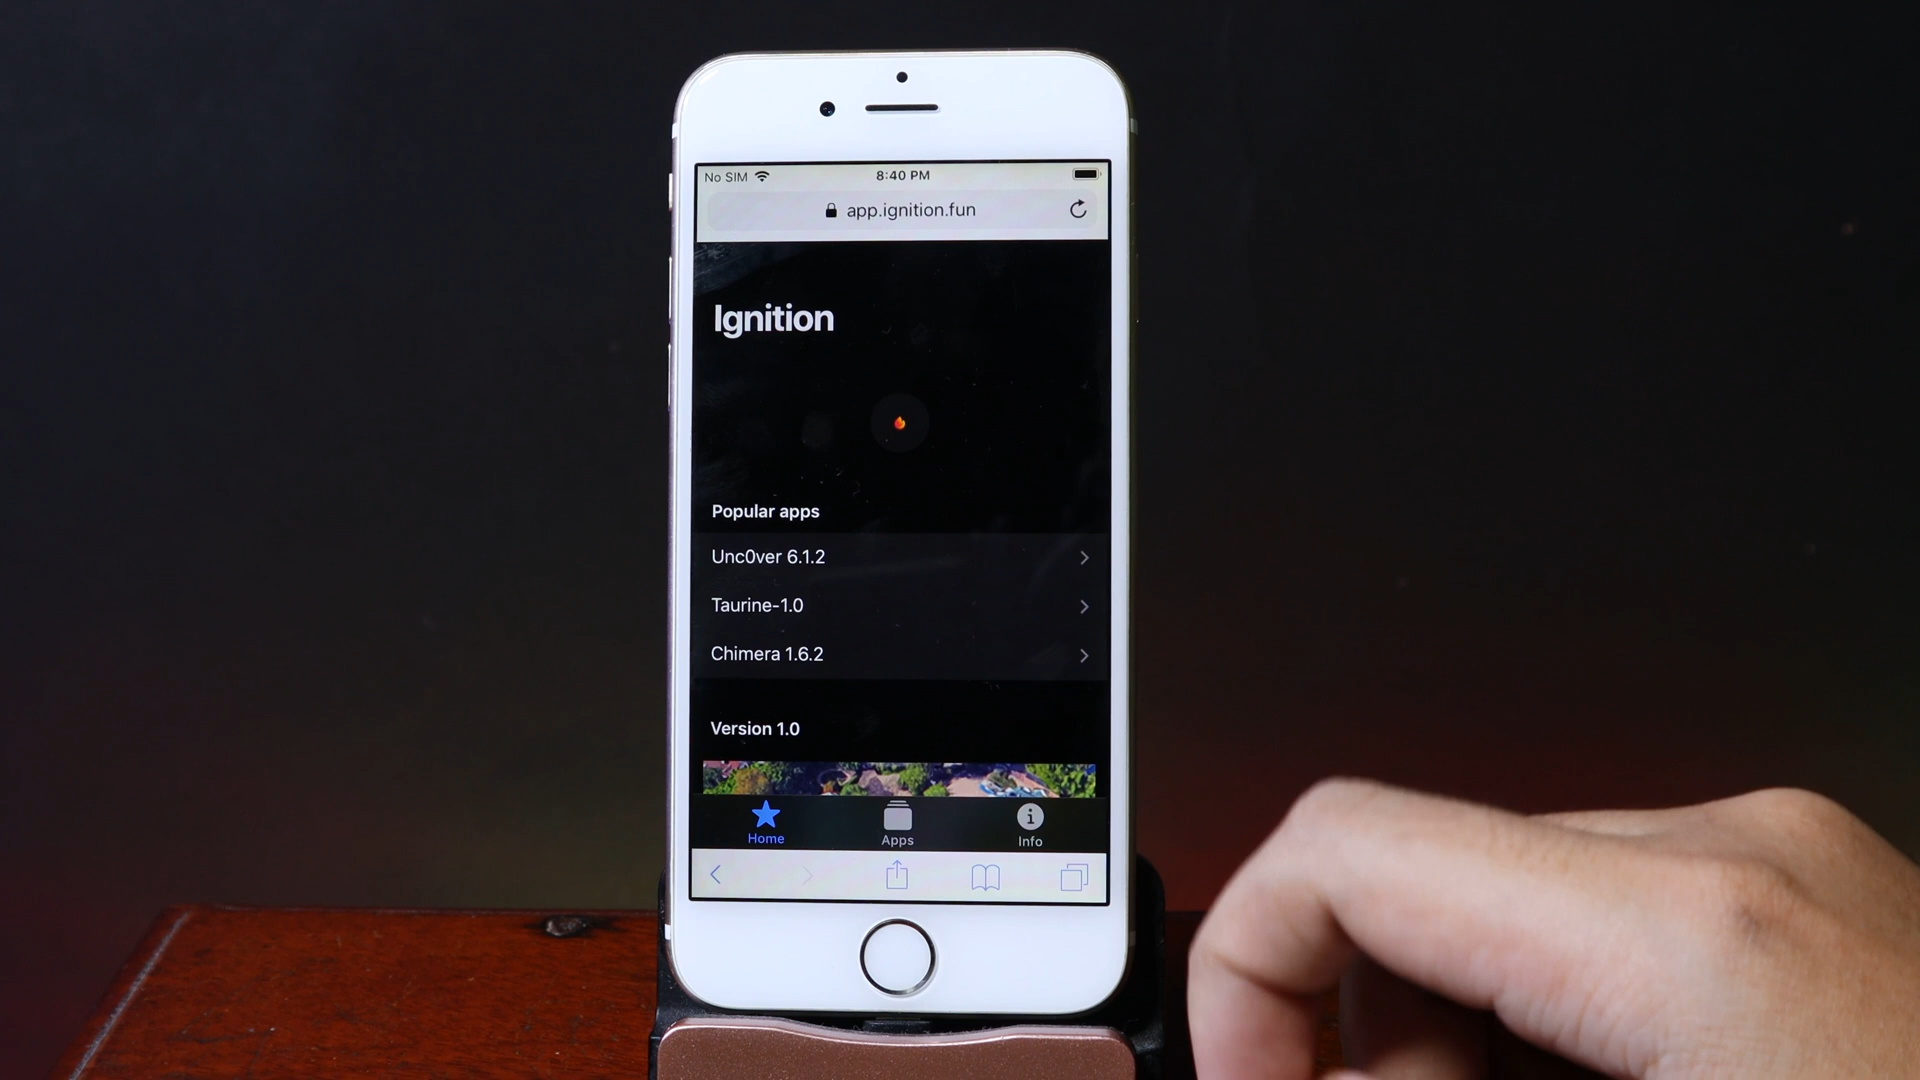 No SIM 8:40 PM
app.ignition.fun
Ignition
Popular apps
Unc0ver 6.1.2
Taurine-1.0
Chimera 1.6.2
Version 1.0
Home Apps Info